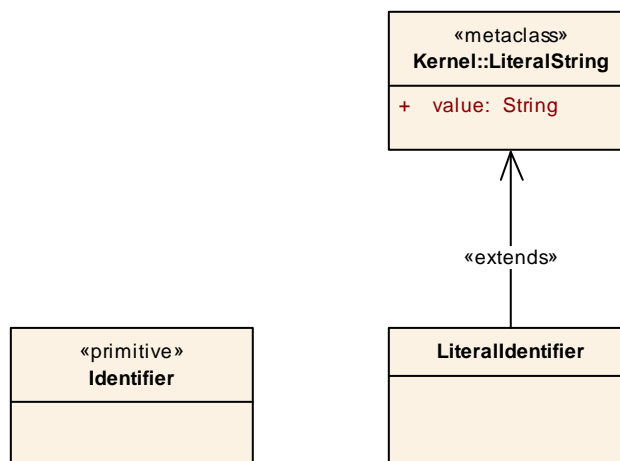 «metaclass»
Kernel::LiteralString
+ value: String
«extends»
«primitive»
Identifier
LiteralIdentifier